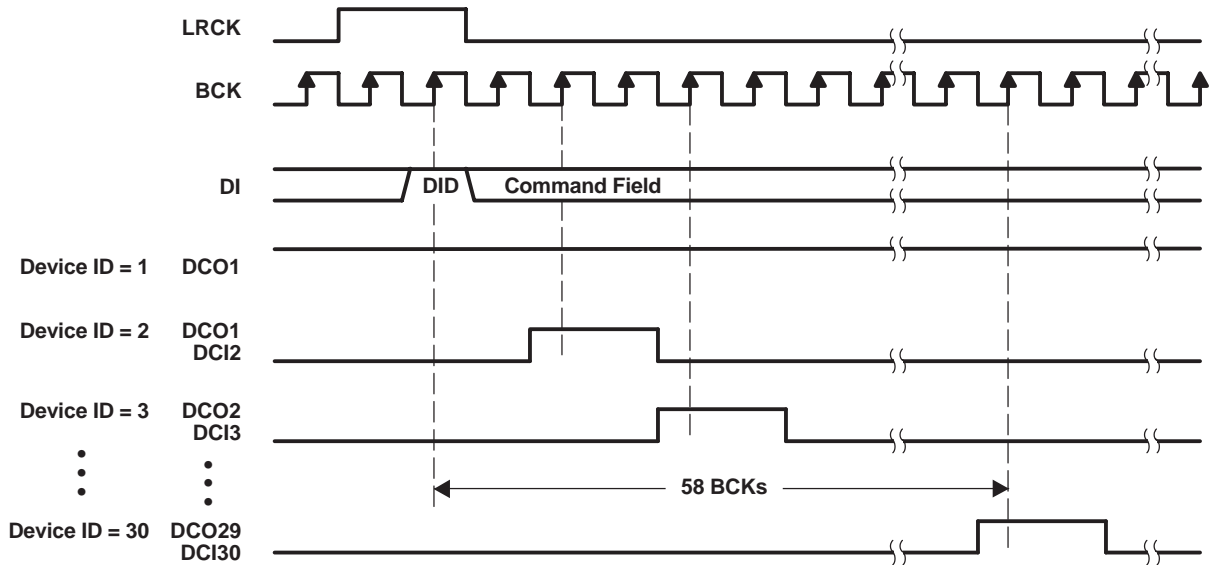 LRCK
BCK
DI
DID Command Field
Device ID = 1 DCO1
Device ID = 2 DCO1
DCI2
Device ID = 3 DCO2
DCI3
58 BCKs
Device ID = 30 DCO29
DCI30